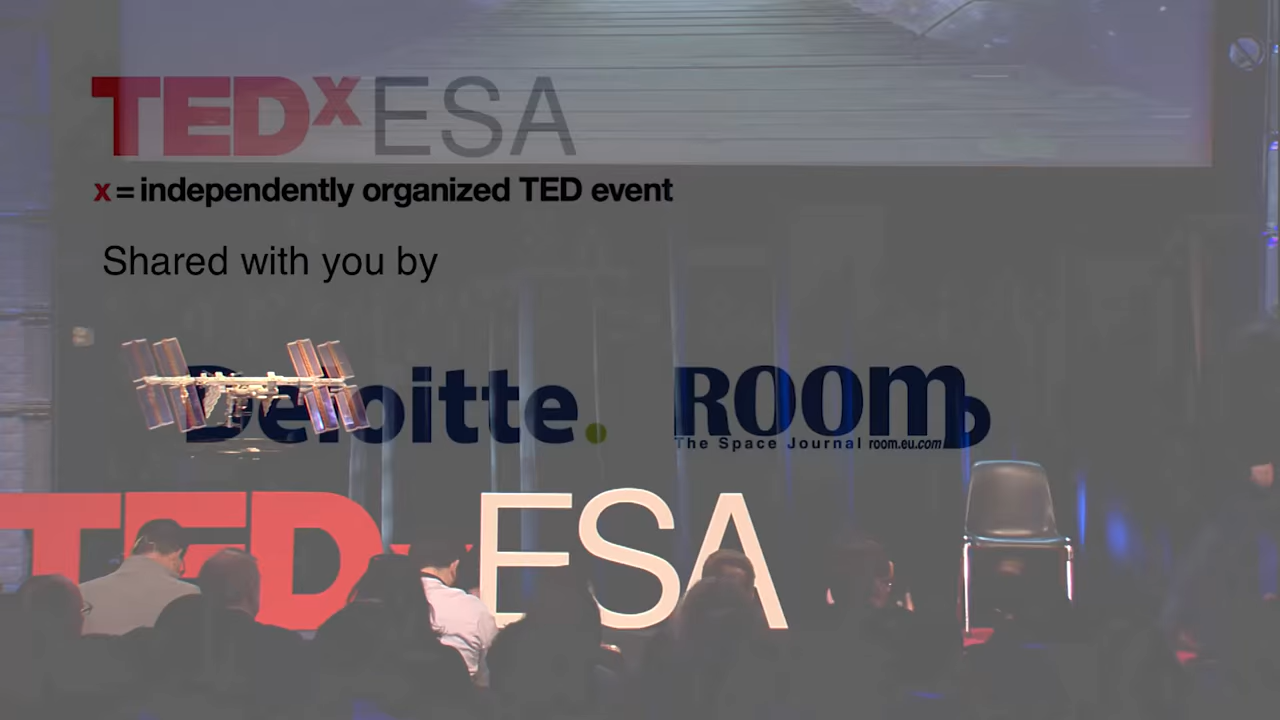 TEDxESA
x = independently organized TED event
Shared with you by
Deloitte. ROOM
The Space Journal room.eu.com
TEDxESA